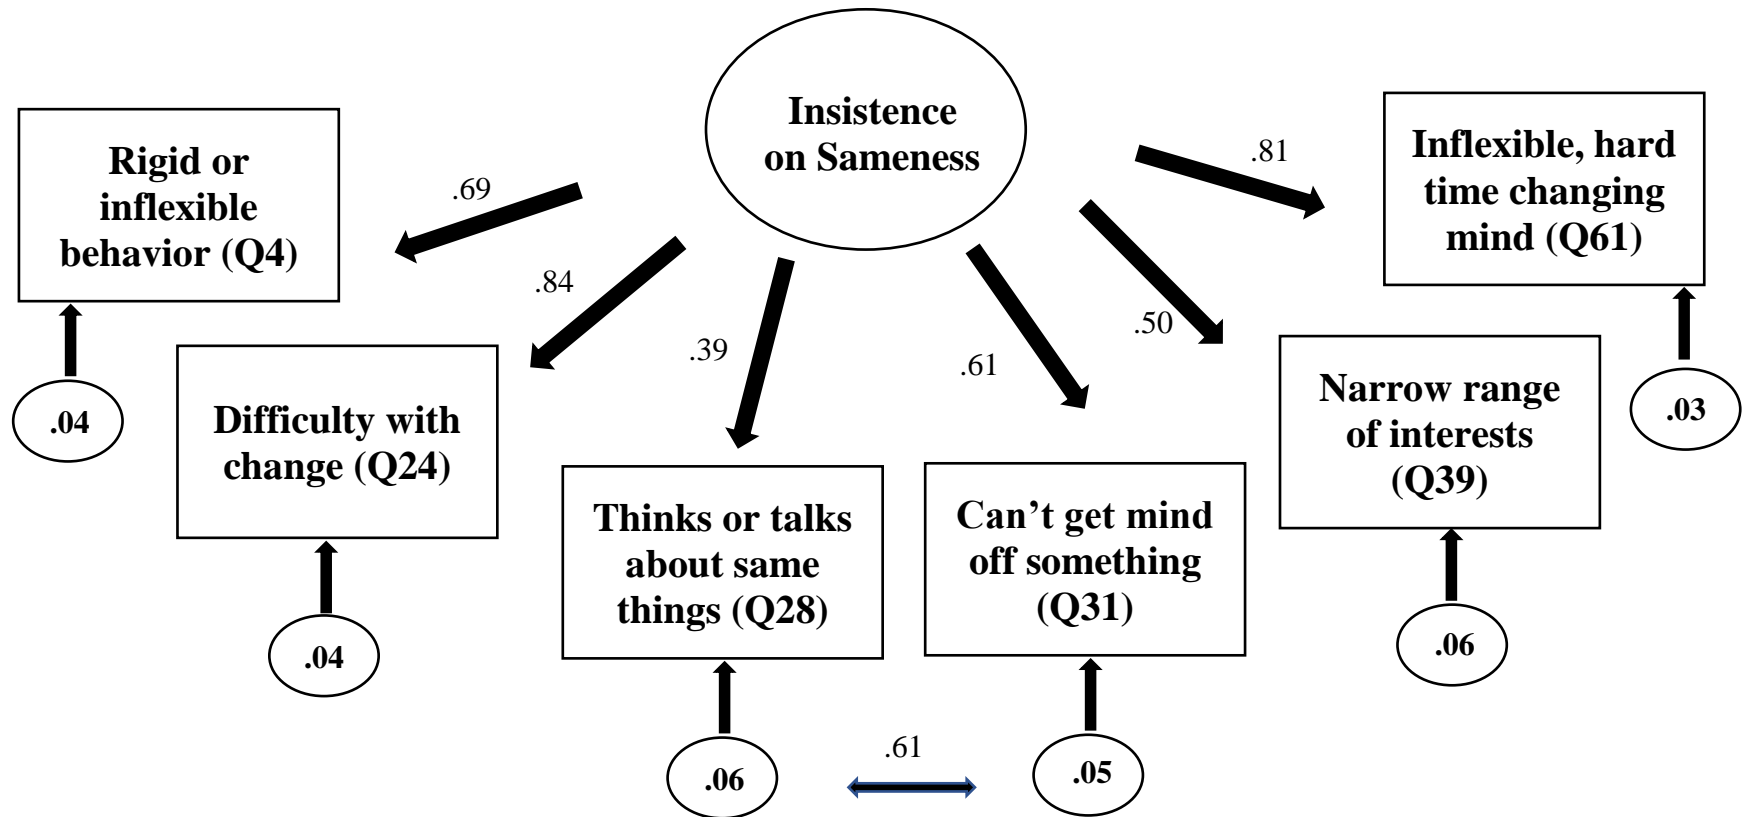 Insistence
on Sameness
Rigid or
inflexible
behavior (Q4)
.69
.04
Difficulty with
change (Q24)
.84
.04
Thinks or talks
about same
things (Q28)
.39
.06
.61
Can’t get mind
off something
(Q31)
.61
.05
Narrow range
of interests
(Q39)
.50
.06
Inflexible, hard
time changing
mind (Q61)
.81
.03